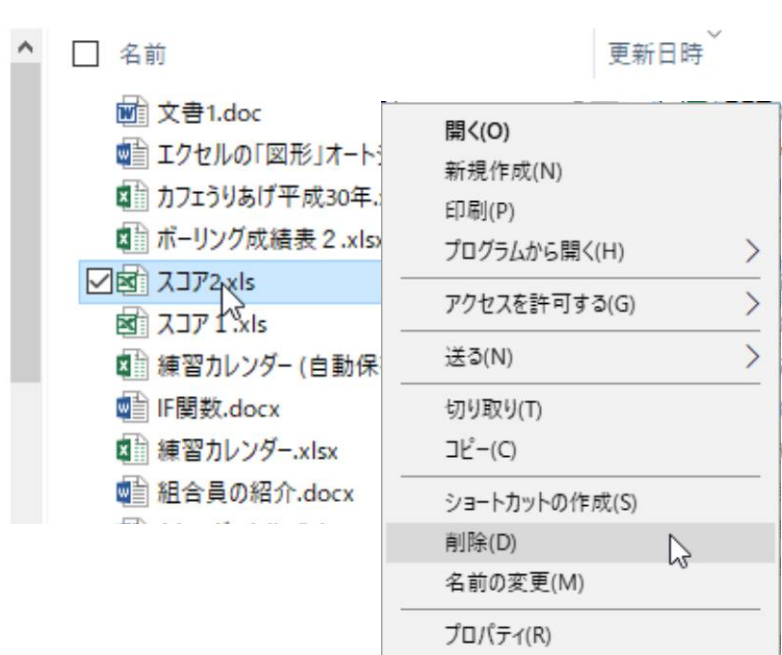 名前
更新日時
文書1.doc
エクセルの「図形」オート
カフェうりあげ平成30年.
ボーリング成績表２.xlsx
スコア2.xls
スコア１.xls
練習カレンダー (自動保
IF関数.docx
練習カレンダー.xlsx
組合員の紹介.docx
開く(O)
新規作成(N)
印刷(P)
プログラムから開く(H)
アクセスを許可する(G)
送る(N)
切り取り(T)
コピー(C)
ショートカットの作成(S)
削除(D)
名前の変更(M)
プロパティ(R)